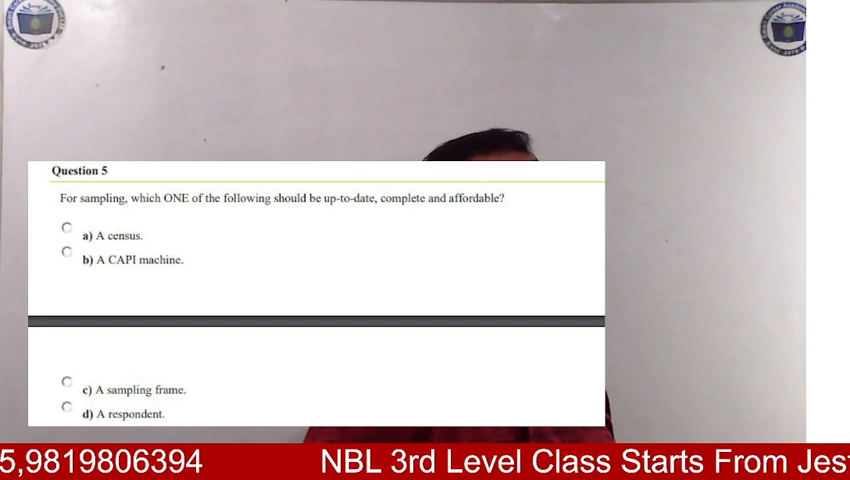 Question 5
For sampling, which ONE of the following should be up-to-date, complete and affordable?
a) A census.
b) A CAPI machine.
c) A sampling frame.
d) A respondent.
5,9819806394 NBL 3rd Level Class Starts From Jes